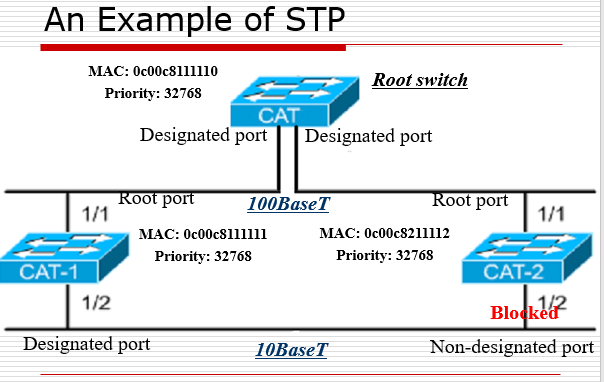 An Example of STP
MAC: 0c00c8111110
Priority: 32768
Root switch
CAT
Designated port
Designated port
Root port
100BaseT
Root port
1/1
1/1
MAC: 0c00c8111111
Priority: 32768
MAC: 0c00c8211112
Priority: 32768
CAT-1
CAT-2
1/2
Blocked
1/2
Designated port
10BaseT
Non-designated port